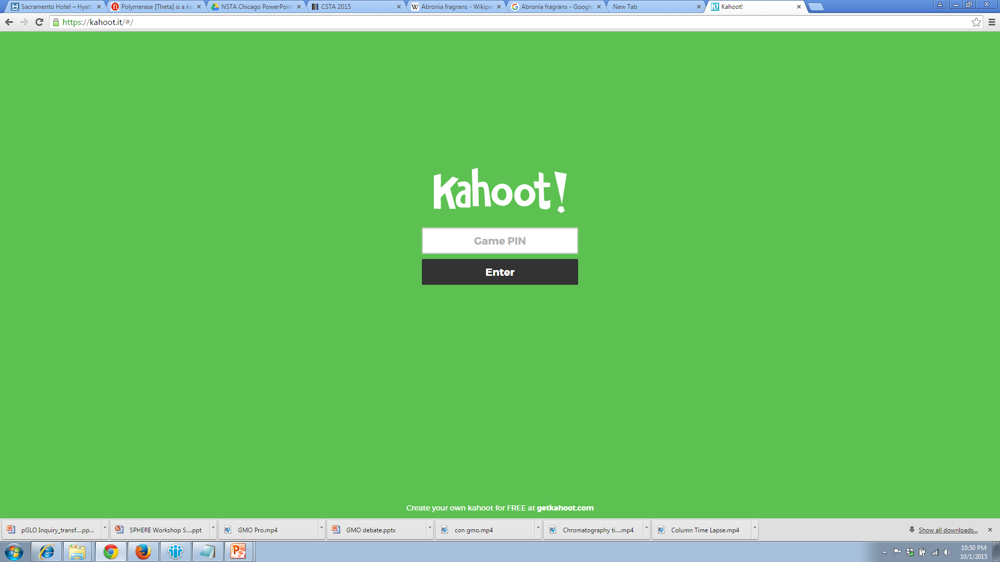 Sacramento Hotel – Hyatt
Polymerase [Theta] is a ke
NSTA Chicago PowerPoin
CSTA 2015
Abronia fragrans - Wikipe
Abronia fragrans - Google
New Tab
Kahoot!
https://kahoot.it/#/
Kahoot!
Game PIN
Enter
Create your own kahoot for FREE at getkahoot.com
pGLO Inquiry_transf....pp...
SPHERE Workshop S....ppt
GMO Pro.mp4
GMO debate.pptx
con gmo.mp4
Chromatography ti....mp4
Column Time Lapse.mp4
Show all downloads...
10:50 PM
10/1/2015